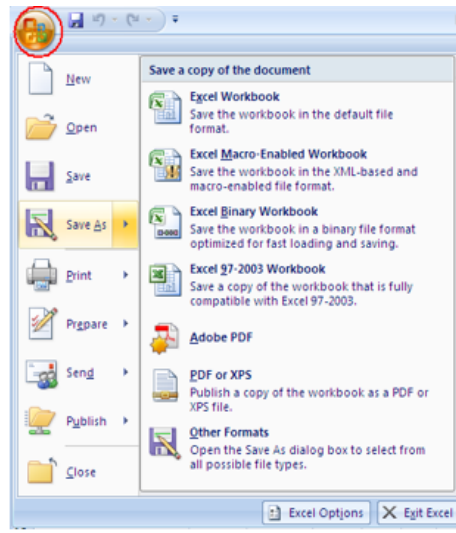 New
Open
Save
Save As
Print
Prepare
Send
Publish
Close
Save a copy of the document
Excel Workbook
Save the workbook in the default file
format.
Excel Macro-Enabled Workbook
Save the workbook in the XML-based and
macro-enabled file format.
Excel Binary Workbook
Save the workbook in a binary file format
optimized for fast loading and saving.
Excel 97-2003 Workbook
Save a copy of the workbook that is fully
compatible with Excel 97-2003.
Adobe PDF
PDF or XPS
Publish a copy of the workbook as a PDF or
XPS file.
Other Formats
Open the Save As dialog box to select from
all possible file types.
Excel Options
Exit Excel